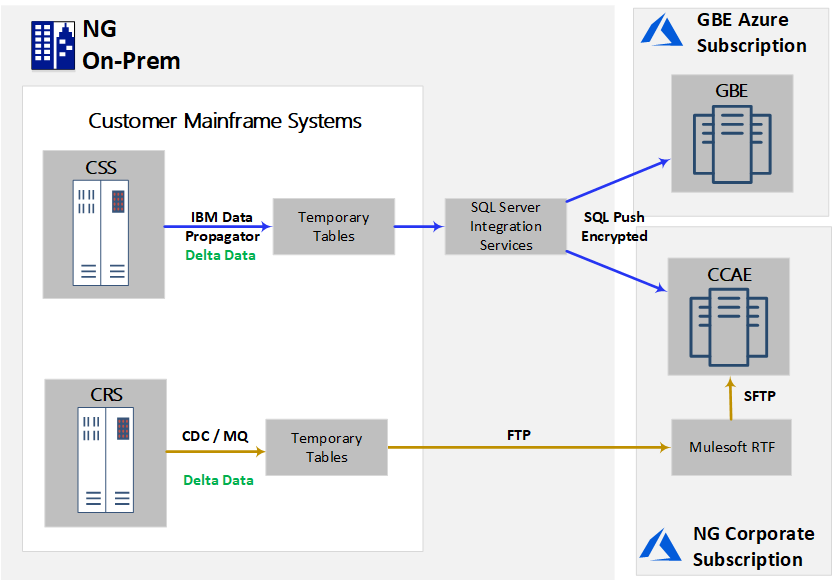 NG
On-Prem
GBE Azure
Subscription
GBE
Customer Mainframe Systems
CSS
IBM Data
Propagator
Delta Data
Temporary
Tables
SQL Server
Integration
Services
SQL Push
Encrypted
CCAE
CRS
CDC / MQ
Delta Data
Temporary
Tables
FTP
SFTP
Mulesoft RTF
NG Corporate
Subscription